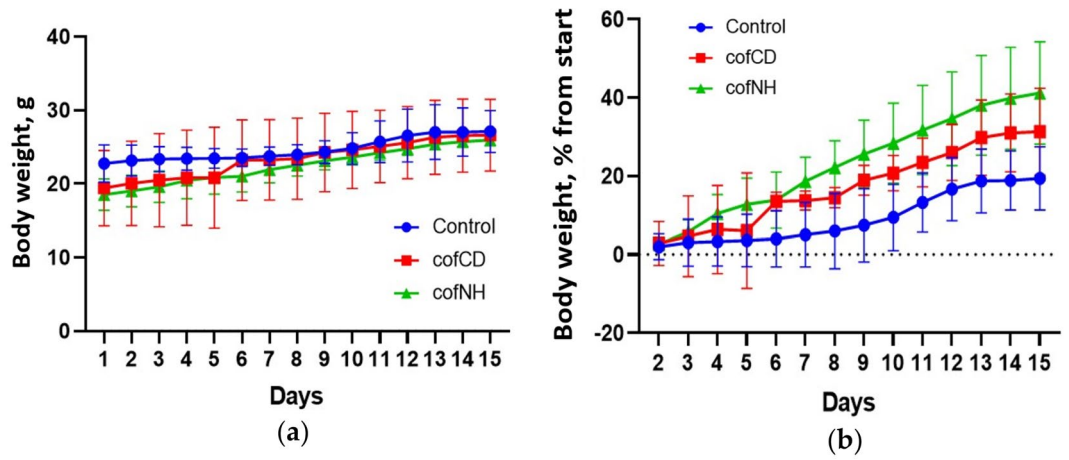 Body weight, g
40
30
20
10
0
Control
cofCD
cofNH
1 2 3 4 5 6 7 8 9 10 11 12 13 14 15
Days
(a)
Body weight, % from start
60
40
20
0
-20
Control
cofCD
cofNH
2 3 4 5 6 7 8 9 10 11 12 13 14 15
Days
(b)